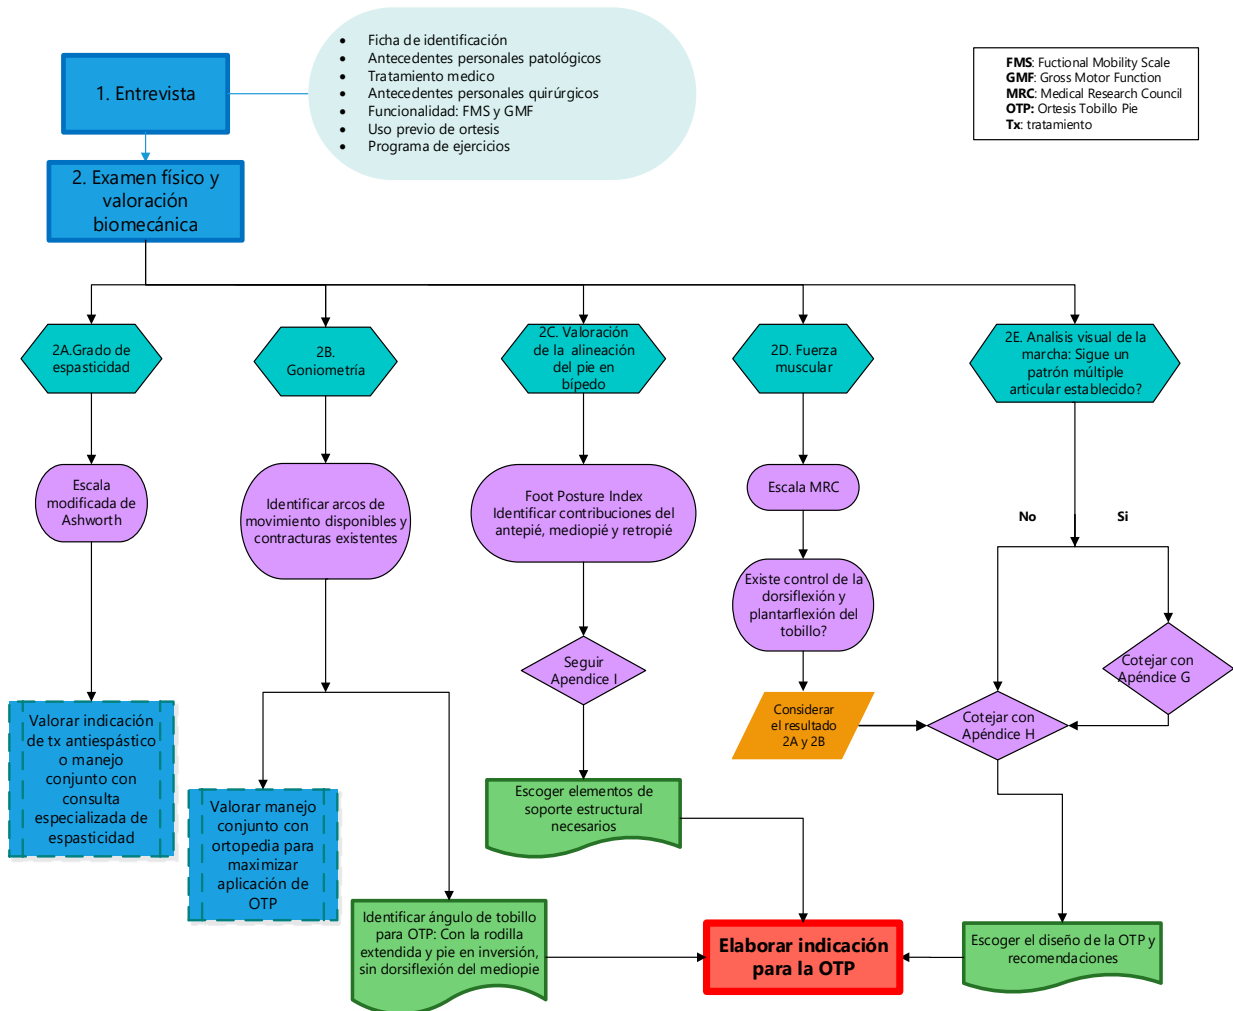 1. Entrevista
• Ficha de identificación
• Antecedentes personales patológicos
• Tratamiento medico
• Antecedentes personales quirúrgicos
• Funcionalidad: FMS y GMF
• Uso previo de ortesis
• Programa de ejercicios
FMS: Fuctional Mobility Scale
GMF: Gross Motor Function
MRC: Medical Research Council
OTP: Ortesis Tobillo Pie
Tx: tratamiento
2. Examen físico y
valoración
biomecánica
2A.Grado de
espasticidad
2B.
Goniometría
2C. Valoración
de la alineación
del pie en
bípedo
2D. Fuerza
muscular
2E. Analisis visual de la
marcha: Sigue un
patrón múltiple
articular establecido?
Escala
modificada de
Ashworth
Identificar arcos de
movimiento disponibles y
contracturas existentes
Foot Posture Index
Identificar contribuciones del
antepié, mediopié y retropié
Escala MRC
No
Si
Existe control de la
dorsiflexión y
plantarflexión del
tobillo?
Seguir
Apendice I
Cotejar con
Apéndice G
Considerar
el resultado
2A y 2B
Cotejar con
Apéndice H
Valorar indicación
de tx antiespástico
o manejo
conjunto con
consulta
especializada de
espasticidad
Valorar manejo
conjunto con
ortopedia para
maximizar
aplicación de
OTP
Escoger elementos de
soporte estructural
necesarios
Identificar ángulo de tobillo
para OTP: Con la rodilla
extendida y pie en inversión,
sin dorsiflexión del mediopie
Elaborar indicación
para la OTP
Escoger el diseño de la OTP y
recomendaciones